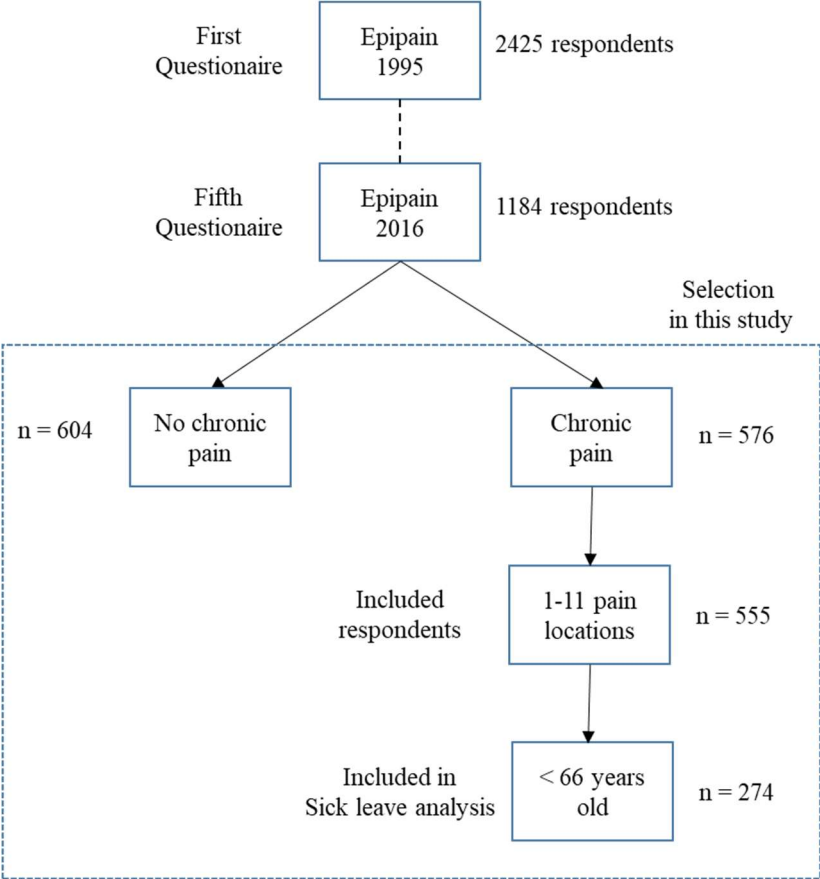 First
Questionaire
Epipain
1995
2425 respondents
Fifth
Questionaire
Epipain
2016
1184 respondents
Selection
in this study
n = 604
No chronic
pain
Chronic
pain
n = 576
Included
respondents
1-11 pain
locations
n = 555
Included in
Sick leave analysis
< 66 years
old
n = 274